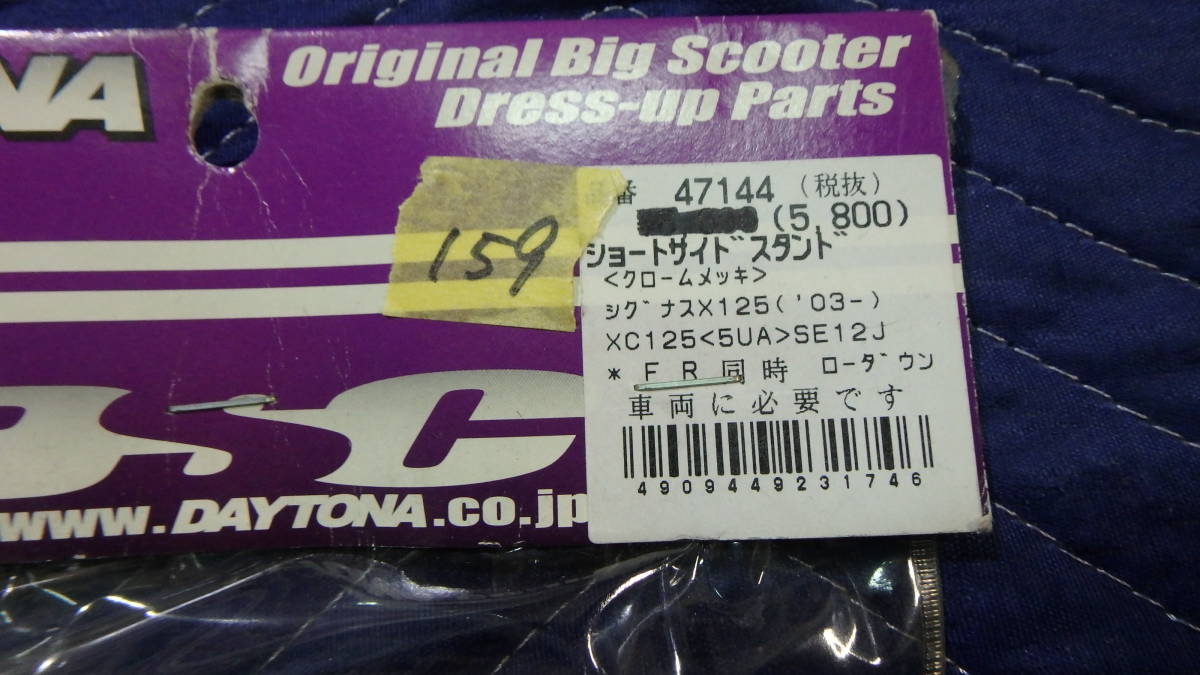 NA
Original Big Scooter
Dress-up Parts
159
番 47144 (税抜)
(5,800)
ショートサイドスタンド
<クロームメッキ>
シグナスX125('03-)
XC125<5UA>SE12J
* F R 同時 ローダウン
車両に必要です
4909449231746
www.DAYTONA.co.jp